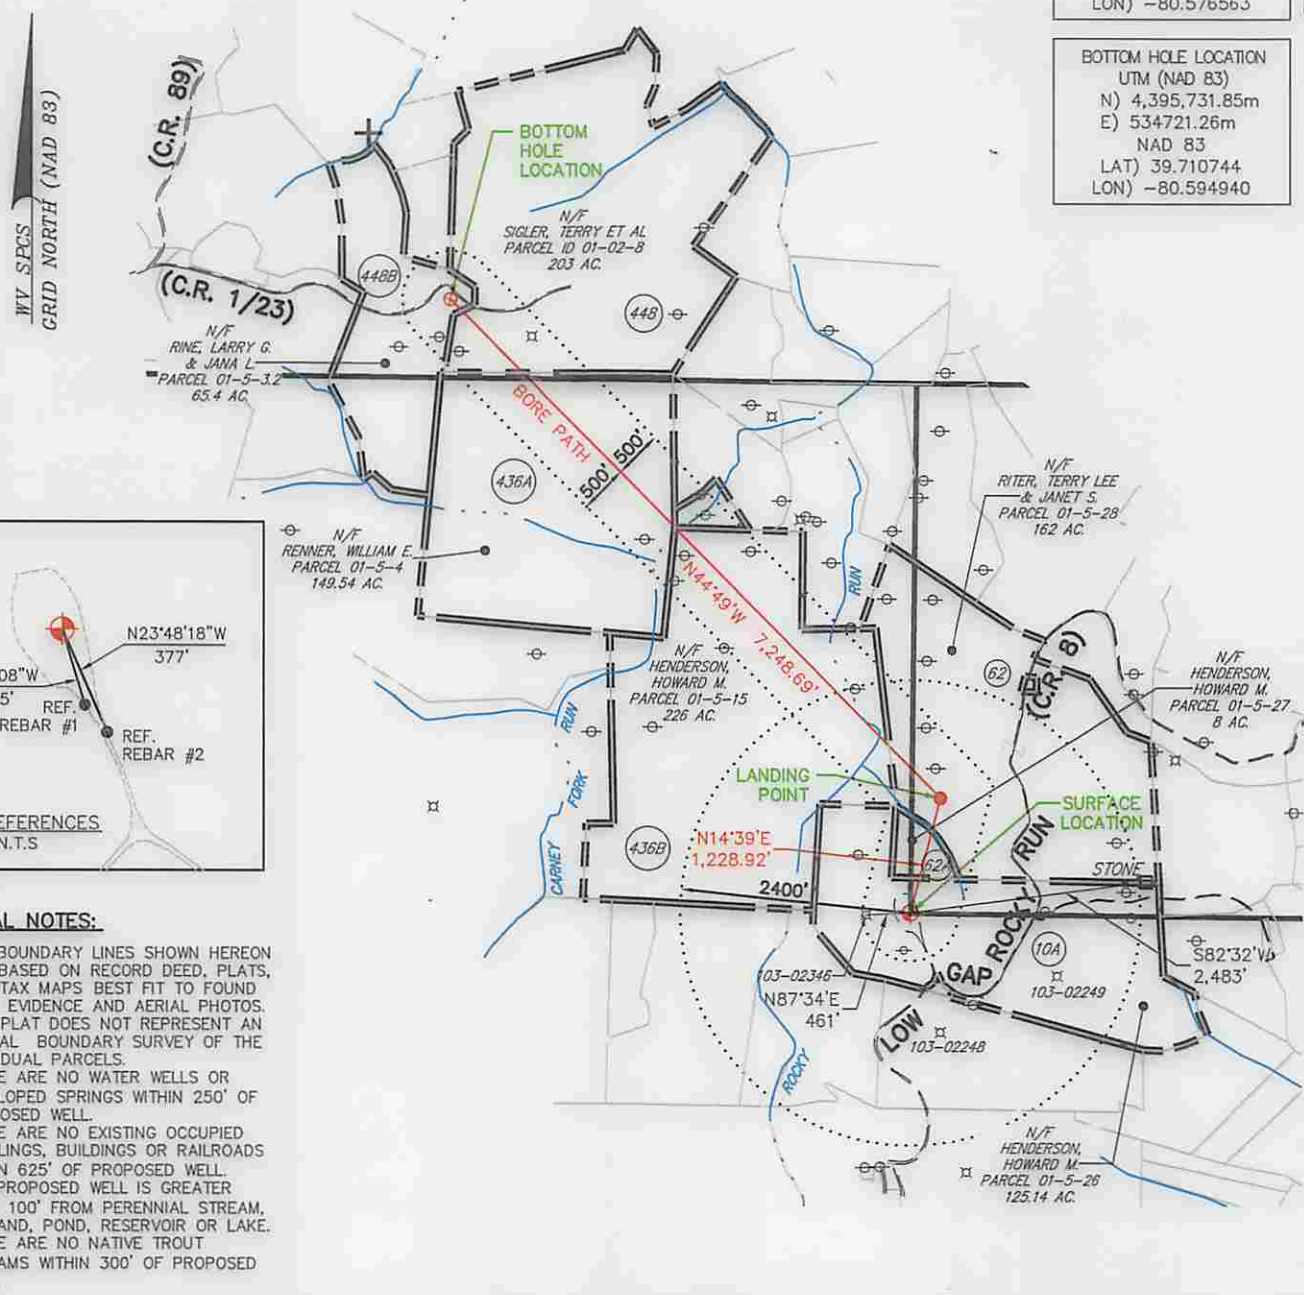 LON) -80.576563
BOTTOM HOLE LOCATION
UTM (NAD 83)
N) 4,395,731.85m
E) 534721.26m
NAD 83
LAT) 39.710744
LON) -80.594940
WV SPCS
GRID NORTH (NAD 83)
(C.R. 89)
(C.R. 1/23)
BOTTOM
HOLE
LOCATION
N/F
SIGLER, TERRY ET AL
PARCEL ID 01-02-8
203 AC.
448B
448
N/F
RINE, LARRY G.
& JANA L.
PARCEL 01-5-3.2
65.4 AC.
BORE PATH
500'
500'
436A
N/F
RITER, TERRY LEE
& JANET S.
PARCEL 01-5-28
162 AC.
N/F
RENNER, WILLIAM E.
PARCEL 01-5-4
149.54 AC.
N44°49'W 7,248.69'
RUN
N/F
HENDERSON,
HOWARD M.
PARCEL 01-5-15
226 AC.
62
(C.R. 8)
N/F
HENDERSON,
HOWARD M.
PARCEL 01-5-27
8 AC.
N23°48'18"W
377'
08"W
5'
REF.
REBAR #1
REF.
REBAR #2
EFERENCES
N.T.S
CARNEY
FORK
RUN
LANDING
POINT
SURFACE
LOCATION
N14°39'E
1,228.92'
436B
2400'
62A
STONE
LOW
GAP
ROCKY
RUN
10A
S82°32'W
2,483'
103-02346
N87°34'E
461'
103-02249
103-02248
ROCKY
N/F
HENDERSON,
HOWARD M.
PARCEL 01-5-26
125.14 AC.
AL NOTES:
BOUNDARY LINES SHOWN HEREON
BASED ON RECORD DEED, PLATS,
TAX MAPS BEST FIT TO FOUND
EVIDENCE AND AERIAL PHOTOS.
PLAT DOES NOT REPRESENT AN
AL BOUNDARY SURVEY OF THE
DUAL PARCELS.
E ARE NO WATER WELLS OR
LOPED SPRINGS WITHIN 250' OF
OSED WELL.
E ARE NO EXISTING OCCUPIED
LINGS, BUILDINGS OR RAILROADS
N 625' OF PROPOSED WELL.
PROPOSED WELL IS GREATER
100' FROM PERENNIAL STREAM,
AND, POND, RESERVOIR OR LAKE.
E ARE NO NATIVE TROUT
AMS WITHIN 300' OF PROPOSED